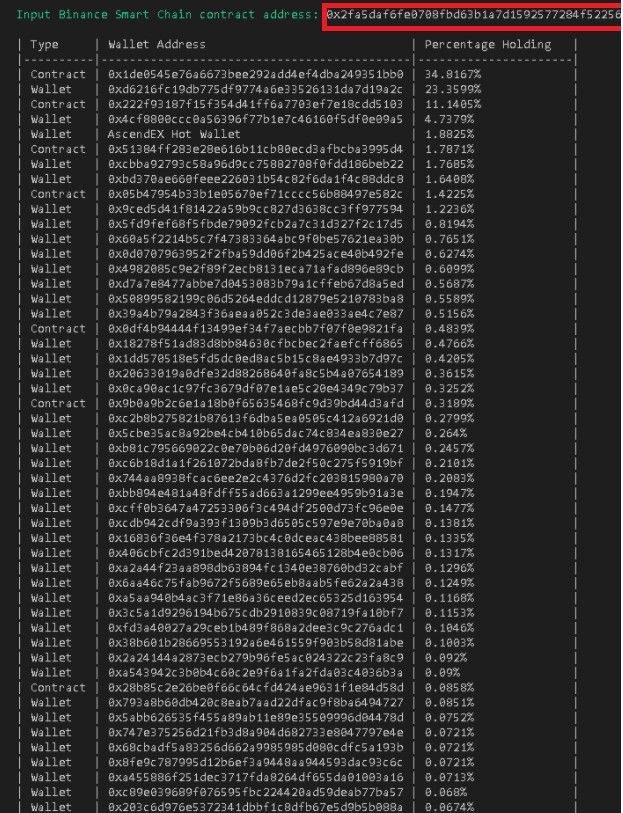 Input Binance Smart Chain contract address: 0x2fa5daf6fe0708fbd63b1a7d1592577284f52256
| Type | Wallet Address | Percentage Holding |
|----------|--------------------------------------------|----------------------|
| Contract | 0x1de0545e76a6673bee292add4ef4dba249351bb0 | 34.8167% |
| Wallet | 0xd6216fc19db775df9774a6e33526131da7d19a2c | 23.3599% |
| Contract | 0x222f93187f15f354d41ff6a7703ef7e18cdd5103 | 11.1405% |
| Wallet | 0x4cf8800ccc0a56396f77b1e7c46160f5df0e09a5 | 4.7379% |
| Wallet | AscendEX Hot Wallet | 1.8825% |
| Contract | 0x51384ff283e28e616b11cb80ecd3afbcba3995d4 | 1.7871% |
| Wallet | 0xcbba92793c58a96d9cc75882708f0fdd186beb22 | 1.7685% |
| Wallet | 0xbd370ae660feee226031b54c82f6da1f4c88ddc8 | 1.6408% |
| Contract | 0x05b47954b33b1e05670ef71cccc56b88497e582c | 1.4225% |
| Wallet | 0x9ced5d41f81422a59b9cc827d3638cc3ff977594 | 1.2236% |
| Wallet | 0x5fd9fef68f5fbde79092fcb2a7c31d327f2c17d5 | 0.8194% |
| Wallet | 0x60a5f2214b5c7f47383364abc9f0be57621ea30b | 0.7651% |
| Wallet | 0x0d0707963952f2fba59dd06f2b425ace40b492fe | 0.6274% |
| Wallet | 0x4982085c9e2f89f2ecb8131eca71afad896e89cb | 0.6099% |
| Wallet | 0xd7a7e8477abbe7d0453083b79a1cffeb67d8a5ed | 0.5687% |
| Wallet | 0x50899582199c06d5264eddcd12879e5210783ba8 | 0.5589% |
| Wallet | 0x39a4b79a2843f36aeaa052c3de3ae033ae4c7e87 | 0.5156% |
| Contract | 0x0df4b94444f13499ef34f7aecbb7f07f0e9821fa | 0.4839% |
| Wallet | 0x18278f51ad83d8bb84630cfbcbec2faefcff6865 | 0.4766% |
| Wallet | 0x1dd570518e5fd5dc0ed8ac5b15c8ae4933b7d97c | 0.4205% |
| Wallet | 0x20633019a0dfe32d88268640fa8c5b4a07654189 | 0.3615% |
| Wallet | 0x0ca90ac1c97fc3679df07e1ae5c20e4349c79b37 | 0.3252% |
| Contract | 0x9b0a9b2c6e1a18b0f65635468fc9d39bd44d3afd | 0.3189% |
| Wallet | 0xc2b8b275821b87613f6dba5ea0505c412a6921d0 | 0.2799% |
| Wallet | 0x5cbe35ac8a92be4cb410b65dac74c834ea830e27 | 0.264% |
| Wallet | 0xb81c795669022c0e70b06d20fd4976090bc3d671 | 0.2457% |
| Wallet | 0xc6b18d1a1f261072bda8fb7de2f50c275f5919bf | 0.2101% |
| Wallet | 0x744aa8938fcac6ee2e2c4376d2fc203815980a70 | 0.2083% |
| Wallet | 0xbb894e481a48fdff55ad663a1299ee4959b91a3e | 0.1947% |
| Wallet | 0xcff0b3647a47253306f3c494df2500d73fc96e0e | 0.1477% |
| Wallet | 0xcdb942cdf9a393f1309b3d6505c597e9e70ba0a8 | 0.1381% |
| Wallet | 0x16836f36e4f378a2173bc4c0dceac438bee88581 | 0.1335% |
| Wallet | 0x406cbfc2d391bed42078138165465128b4e0cb06 | 0.1317% |
| Wallet | 0xa2a44f23aa898db63894fc1340e38760bd32cabf | 0.1296% |
| Wallet | 0x6aa46c75fab9672f5689e65eb8aab5fe62a2a438 | 0.1249% |
| Wallet | 0xa5aa940b4ac3f71e86a36ceed2ec65325d163954 | 0.1168% |
| Wallet | 0x3c5a1d9296194b675cdb2910839c08719fa10bf7 | 0.1153% |
| Wallet | 0xfd3a40027a29ceb1b489f868a2dee3c9c276adc1 | 0.1046% |
| Wallet | 0x38b601b28669553192a6e461559f903b58d81abe | 0.1003% |
| Wallet | 0x2a24144a2873ecb279b96fe5ac024322c23fa8c9 | 0.092% |
| Wallet | 0xa543942c3b0b4c60c2e9f6a1fa2fda03c4036b3a | 0.09% |
| Contract | 0x28b85c2e26be0f66c64cfd424ae9631f1e84d58d | 0.0858% |
| Wallet | 0x793a8b60db420c8eab7aad22dfac9f8ba6494727 | 0.0851% |
| Wallet | 0x5abb626535f455a89ab11e89e35509996d04478d | 0.0752% |
| Wallet | 0x747e375256d21fb3d8a904d682733e8047797e4e | 0.0721% |
| Wallet | 0x68cbadf5a83256d662a9985985d080cdfc5a193b | 0.0721% |
| Wallet | 0x8fe9c787995d12b6ef3a9448aa944593dac93c6c | 0.0721% |
| Wallet | 0xa455886f251dec3717fda8264df655da01003a16 | 0.0713% |
| Wallet | 0xc89e039689f076595fbc224420ad59deab77ba57 | 0.068% |
| Wallet | 0x203c6d976e5372341dbbf1c8dfb67e5d9b5b088a | 0.0674% |